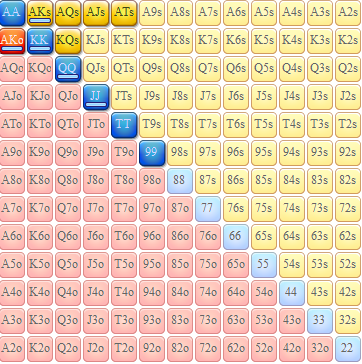 AA AKs AQs AJs ATs A9s A8s A7s A6s A5s A4s A3s A2s
AKo KK KQs KJs KTs K9s K8s K7s K6s K5s K4s K3s K2s
AQo KQo QQ QJs QTs Q9s Q8s Q7s Q6s Q5s Q4s Q3s Q2s
AJo KJo QJo JJ JTs J9s J8s J7s J6s J5s J4s J3s J2s
ATo KTo QTo JTo TT T9s T8s T7s T6s T5s T4s T3s T2s
A9o K9o Q9o J9o T9o 99 98s 97s 96s 95s 94s 93s 92s
A8o K8o Q8o J8o T8o 98o 88 87s 86s 85s 84s 83s 82s
A7o K7o Q7o J7o T7o 97o 87o 77 76s 75s 74s 73s 72s
A6o K6o Q6o J6o T6o 96o 86o 76o 66 65s 64s 63s 62s
A5o K5o Q5o J5o T5o 95o 85o 75o 65o 55 54s 53s 52s
A4o K4o Q4o J4o T4o 94o 84o 74o 64o 54o 44 43s 42s
A3o K3o Q3o J3o T3o 93o 83o 73o 63o 53o 43o 33 32s
A2o K2o Q2o J2o T2o 92o 82o 72o 62o 52o 42o 32o 22